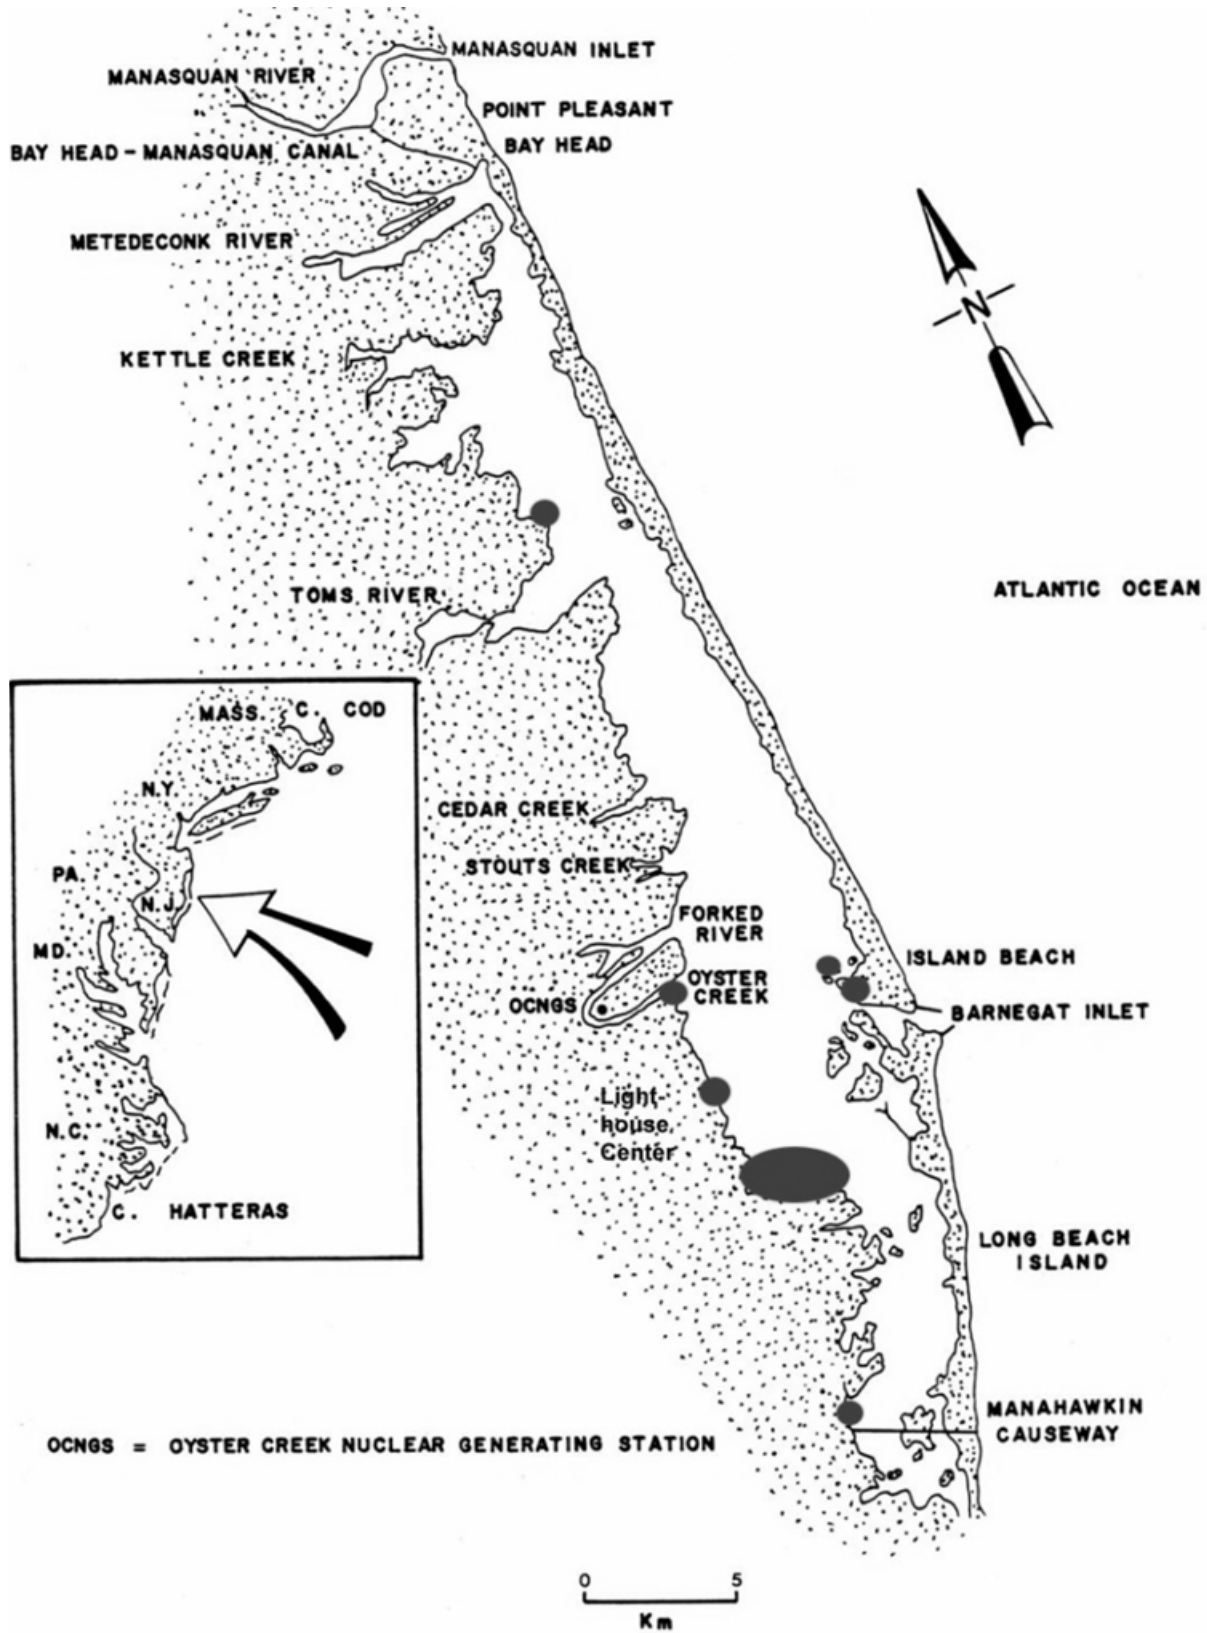 MANASQUAN INLET
MANASQUAN RIVER
POINT PLEASANT
BAY HEAD
BAY HEAD - MANASQUAN CANAL
METEDECONK RIVER
N
KETTLE CREEK
TOMS RIVER
ATLANTIC OCEAN
MASS.
C. COD
N.Y.
PA.
N.J.
MD.
N.C.
C. HATTERAS
CEDAR CREEK
STOUTS CREEK
FORKED
RIVER
OYSTER
CREEK
OCNGS
ISLAND BEACH
BARNEGAT INLET
Light-
house
Center
LONG BEACH
ISLAND
MANAHAWKIN
CAUSEWAY
OCNGS = OYSTER CREEK NUCLEAR GENERATING STATION
0 5
Km